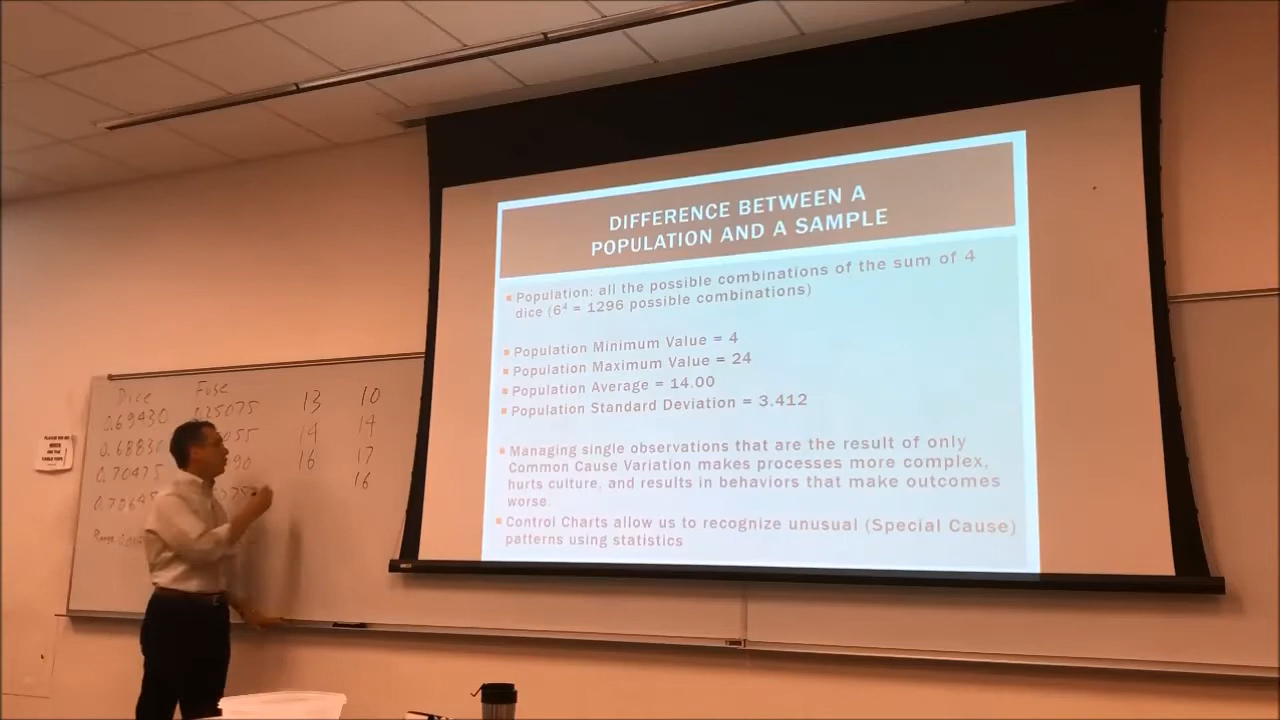 DIFFERENCE BETWEEN A
POPULATION AND A SAMPLE
Population: all the possible combinations of the sum of 4
dice (6⁴ = 1296 possible combinations)
Population Minimum Value = 4
Population Maximum Value = 24
Population Average = 14.00
Population Standard Deviation = 3.412
Managing single observations that are the result of only
Common Cause Variation makes processes more complex,
hurts culture, and results in behaviors that make outcomes
worse.
Control Charts allow us to recognize unusual (Special Cause)
patterns using statistics
Dice Fuse
0.69430 0.25075 13 10
0.68830 14 14
0.70475 16 17
16